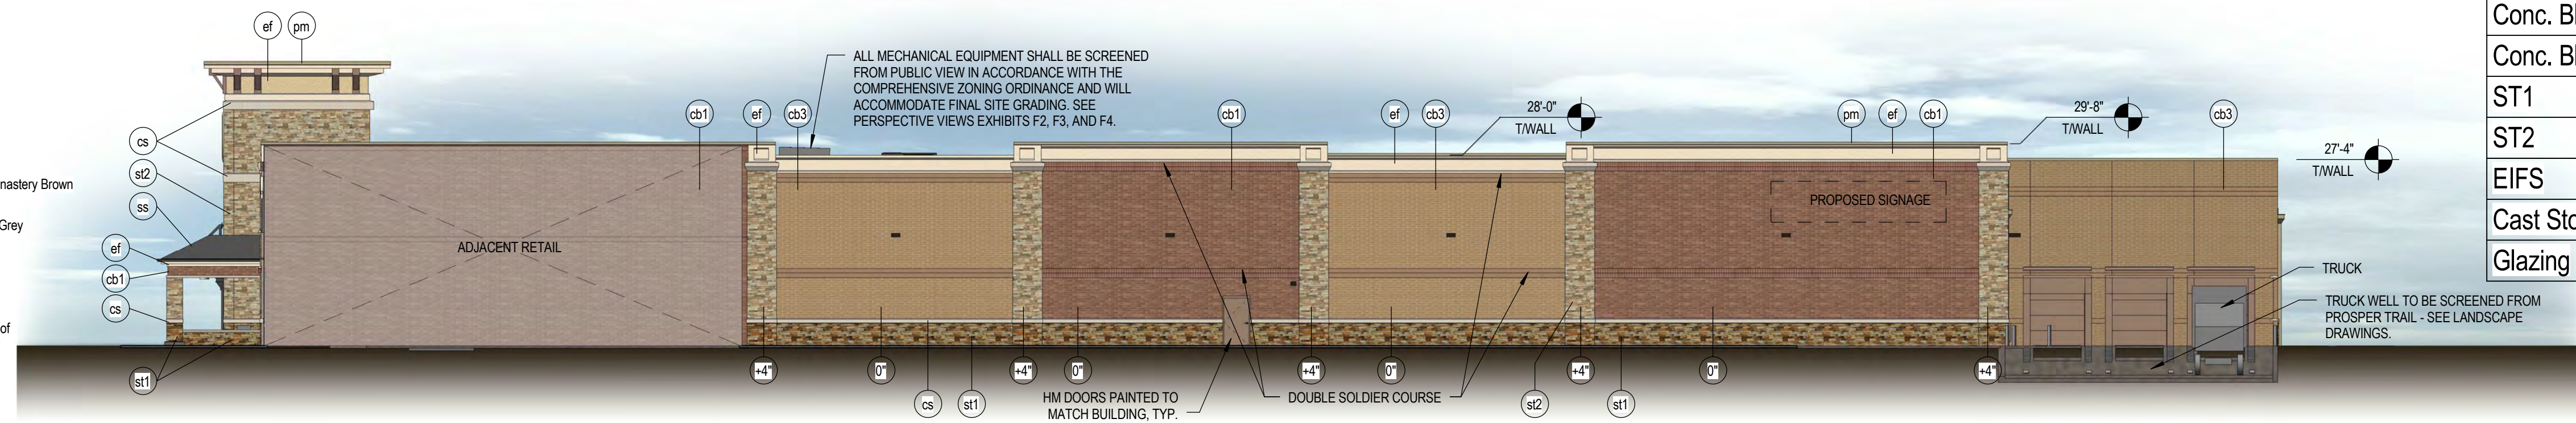 ef pm
ALL MECHANICAL EQUIPMENT SHALL BE SCREENED
FROM PUBLIC VIEW IN ACCORDANCE WITH THE
COMPREHENSIVE ZONING ORDINANCE AND WILL
ACCOMMODATE FINAL SITE GRADING. SEE
PERSPECTIVE VIEWS EXHIBITS F2, F3, AND F4.
cb1 ef cb3 cb1 ef cb3
28'-0"
T/WALL
pm ef cb1
29'-8"
T/WALL
cb3
27'-4"
T/WALL
cs
st2
ss
ef
cb1
cs
st1
nastery Brown
Grey
of
ADJACENT RETAIL
PROPOSED SIGNAGE
TRUCK
TRUCK WELL TO BE SCREENED FROM
PROSPER TRAIL - SEE LANDSCAPE
DRAWINGS.
+4" 0" +4" 0" +4" 0" +4" 0" +4"
cs st1
HM DOORS PAINTED TO
MATCH BUILDING, TYP.
DOUBLE SOLDIER COURSE
st2 st1
Conc. Bl
Conc. Bl
ST1
ST2
EIFS
Cast Sto
Glazing